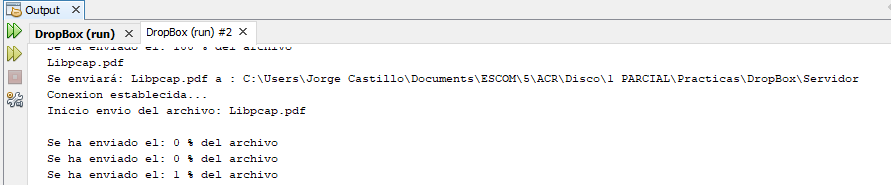 Output
DropBox (run)
DropBox (run) #2
Se ha enviado el: 100 % del archivo
Libpcap.pdf
Se enviará: Libpcap.pdf a : C:\Users\Jorge Castillo\Documents\ESCOM\5\ACR\Disco\1 PARCIAL\Practicas\DropBox\Servidor
Conexion establecida...
Inicio envio del archivo: Libpcap.pdf
Se ha enviado el: 0 % del archivo
Se ha enviado el: 0 % del archivo
Se ha enviado el: 1 % del archivo